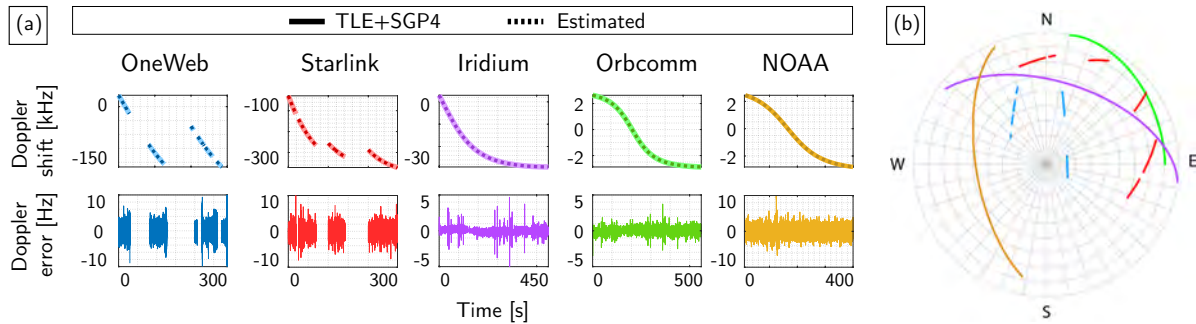 (a)
TLE+SGP4 Estimated
(b)
OneWeb Starlink Iridium Orbcomm NOAA
Doppler shift [kHz]
0
-150
-100
-300
0
-30
2
0
-2
2
0
-2
Doppler error [Hz]
10
0
-10
10
0
-10
5
0
-5
5
0
-5
10
0
-10
0 300
0 300
0 450
0 500
0 400
Time [s]
N
W
E
S